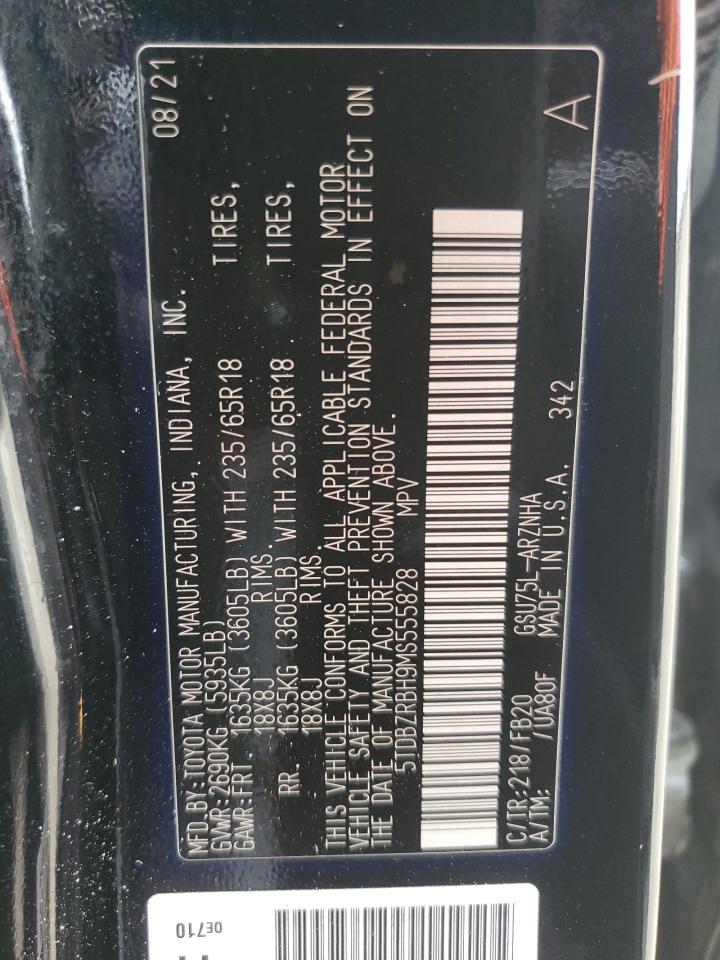 MFD.BY:TOYOTA MOTOR MANUFACTURING, INDIANA, INC. 08/21
GVWR:2690KG (5935LB)
GAWR:FRT. 1635KG (3605LB) WITH 235/65R18 TIRES,
18X8J RIMS.
RR. 1635KG (3605LB) WITH 235/65R18 TIRES,
18X8J RIMS.
THIS VEHICLE CONFORMS TO ALL APPLICABLE FEDERAL MOTOR
VEHICLE SAFETY AND THEFT PREVENTION STANDARDS IN EFFECT ON
THE DATE OF MANUFACTURE SHOWN ABOVE.
5TDBZRBH9MS555828 MPV
C/TR:218/FB20 GSU75L-ARZNHA
A/TM: /UA80F MADE IN U.S.A. 342 A
0E710